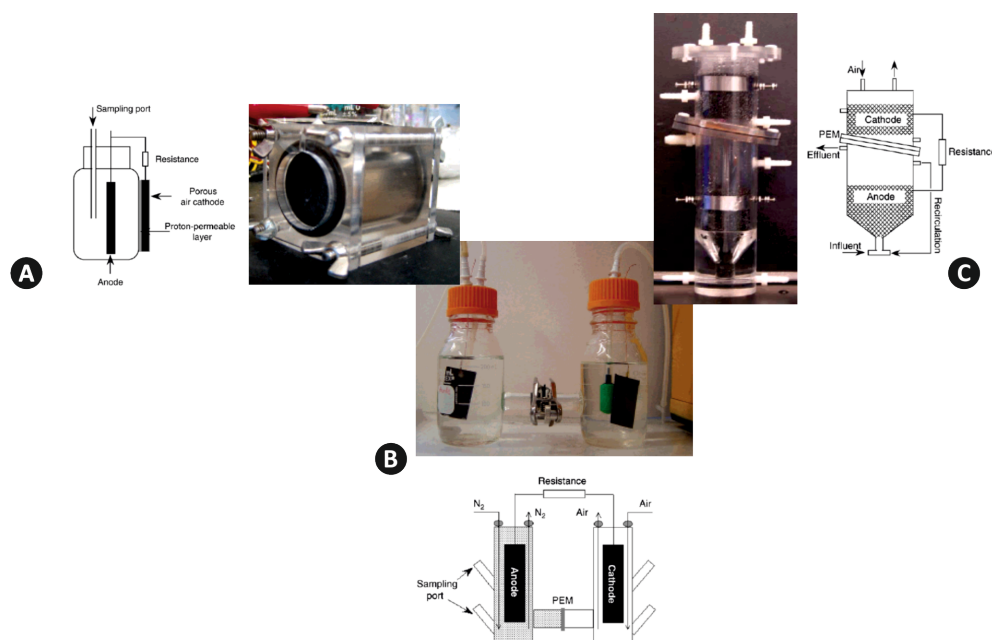 Sampling port
Resistance
Porous
air cathode
Proton-permeable
layer
Anode
A
Air
Cathode
PEM
Effluent
Resistance
Anode
Recirculation
Influent
C
B
Resistance
N2
N2
Air
Air
Anode
Cathode
Sampling
port
PEM